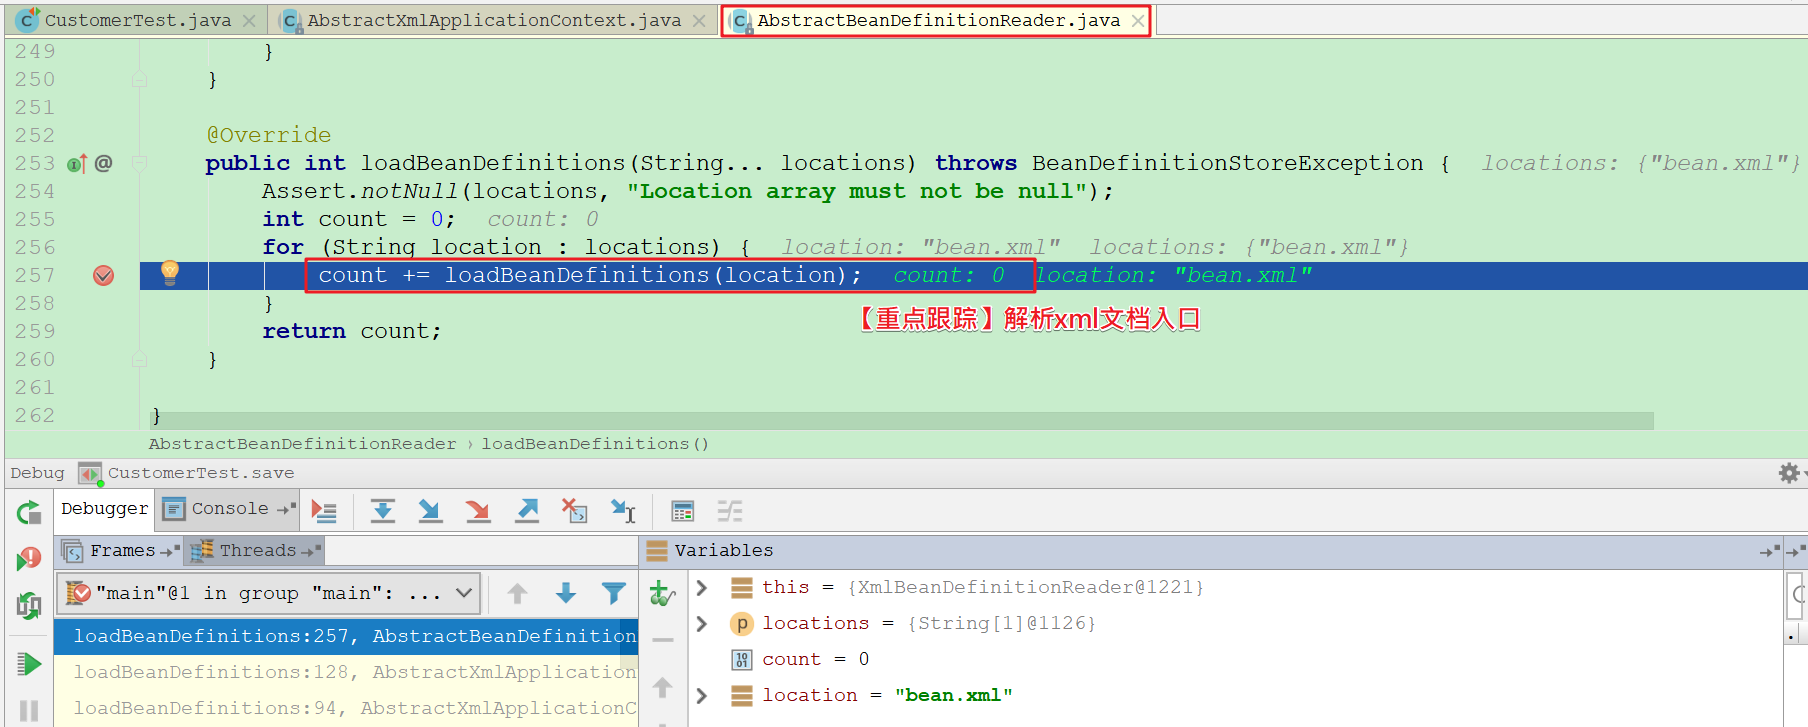 CustomerTest.java AbstractXmlApplicationContext.java AbstractBeanDefinitionReader.java
249 }
250 }
251
252 @Override
253 public int loadBeanDefinitions(String... locations) throws BeanDefinitionStoreException { locations: {"bean.xml"}
254 Assert.notNull(locations, "Location array must not be null");
255 int count = 0; count: 0
256 for (String location : locations) { location: "bean.xml" locations: {"bean.xml"}
257 count += loadBeanDefinitions(location); count: 0 location: "bean.xml"
258 }
【重点跟踪】解析xml文档入口
259 return count;
260 }
261
262 }
AbstractBeanDefinitionReader › loadBeanDefinitions()
Debug CustomerTest.save
Debugger Console
Frames Threads Variables
"main"@1 in group "main": ...
this = {XmlBeanDefinitionReader@1221}
locations = {String[1]@1126}
count = 0
location = "bean.xml"
loadBeanDefinitions:257, AbstractBeanDefinition
loadBeanDefinitions:128, AbstractXmlApplication
loadBeanDefinitions:94, AbstractXmlApplicationC